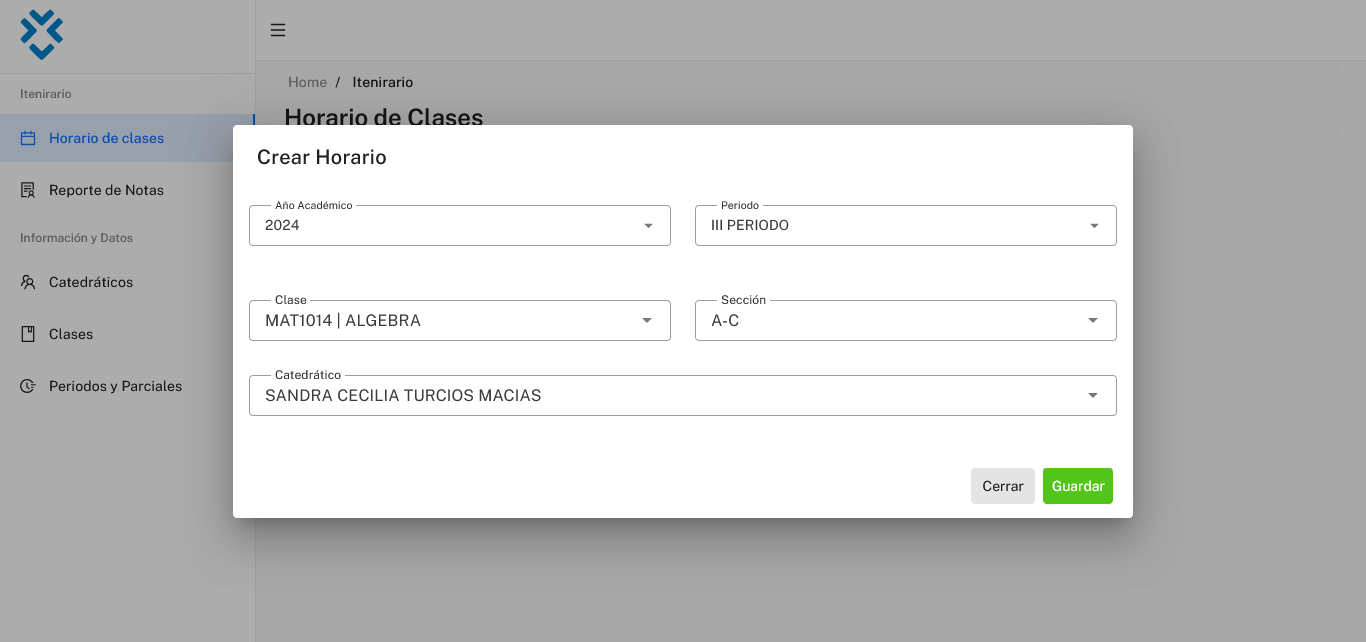 Itenirario
Horario de clases
Reporte de Notas
Información y Datos
Catedráticos
Clases
Periodos y Parciales
Home / Itenirario
Horario de Clases
Crear Horario
Año Académico
2024
Periodo
III PERIODO
Clase
MAT1014 | ALGEBRA
Sección
A-C
Catedrático
SANDRA CECILIA TURCIOS MACIAS
Cerrar
Guardar